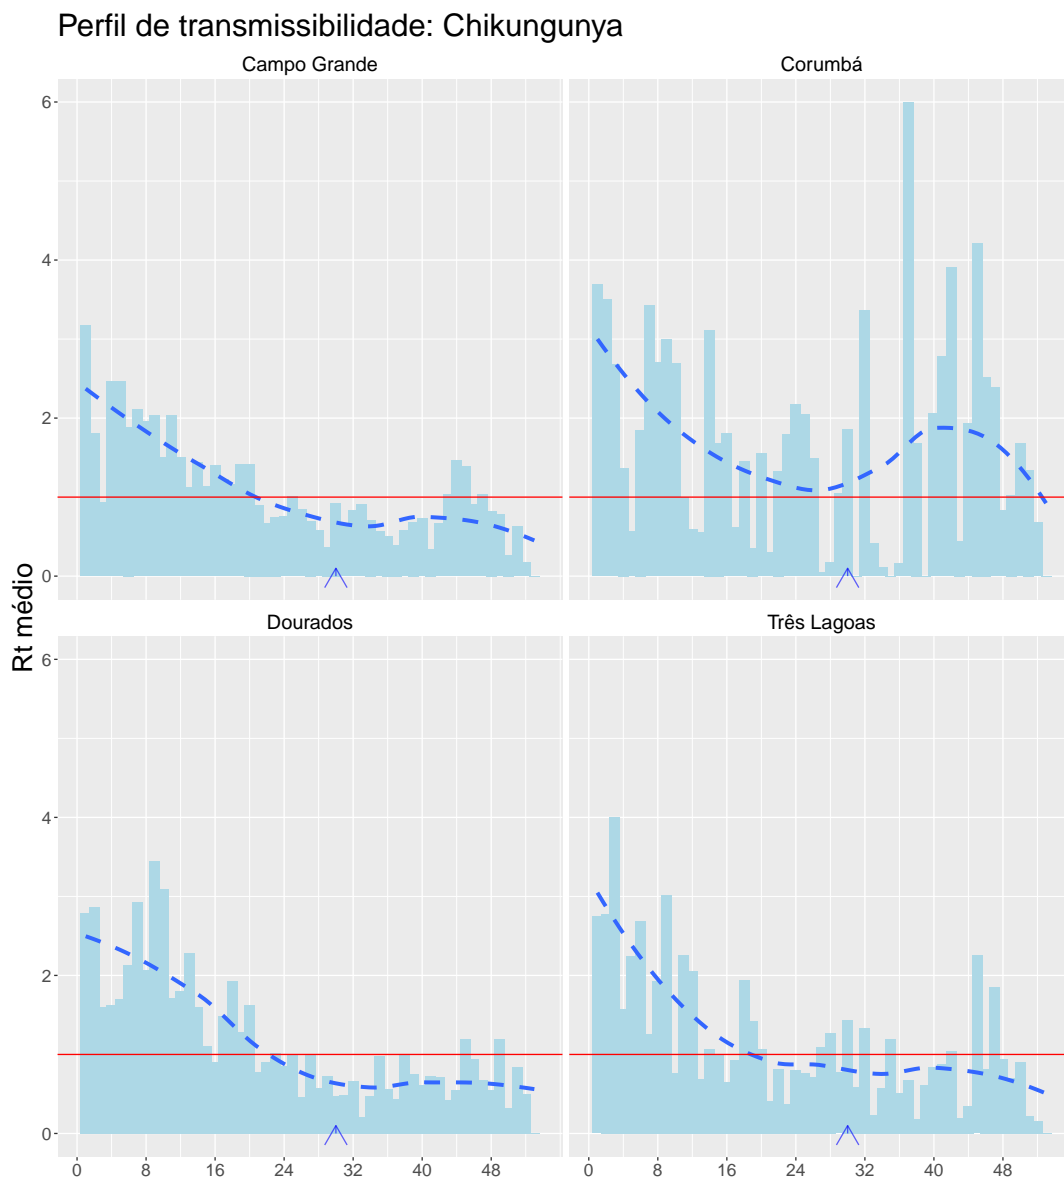 Perfil de transmissibilidade: Chikungunya
Campo Grande
Corumbá
6
4
2
0
Rt médio
Dourados
Três Lagoas
6
4
2
0
0 8 16 24 32 40 48
0 8 16 24 32 40 48